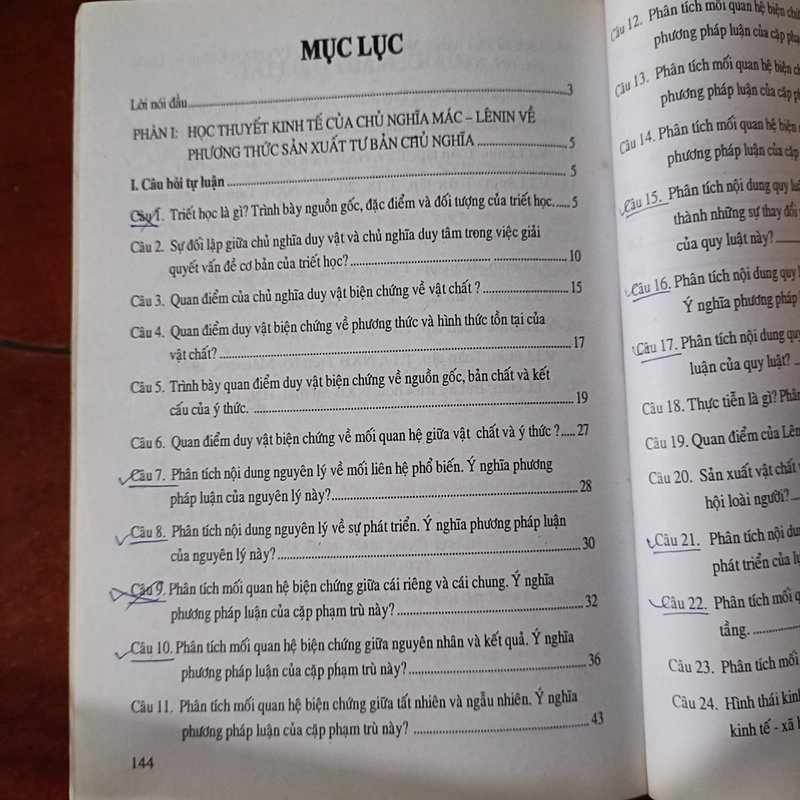 MỤC LỤC
Lời nói đầu........3
PHẦN I: HỌC THUYẾT KINH TẾ CỦA CHỦ NGHĨA MÁC – LÊNIN VỀ
PHƯƠNG THỨC SẢN XUẤT TƯ BẢN CHỦ NGHĨA........5
I. Câu hỏi tự luận........5
Câu 1. Triết học là gì? Trình bày nguồn gốc, đặc điểm và đối tượng của triết học.....5
Câu 2. Sự đối lập giữa chủ nghĩa duy vật và chủ nghĩa duy tâm trong việc giải
quyết vấn đề cơ bản của triết học?........10
Câu 3. Quan điểm của chủ nghĩa duy vật biện chứng về vật chất ?........15
Câu 4. Quan điểm duy vật biện chứng về phương thức và hình thức tồn tại của
vật chất?........17
Câu 5. Trình bày quan điểm duy vật biện chứng về nguồn gốc, bản chất và kết
cấu của ý thức. ........19
Câu 6. Quan điểm duy vật biện chứng về mối quan hệ giữa vật chất và ý thức ?.....27
Câu 7. Phân tích nội dung nguyên lý về mối liên hệ phổ biến. Ý nghĩa phương
pháp luận của nguyên lý này?........28
Câu 8. Phân tích nội dung nguyên lý về sự phát triển. Ý nghĩa phương pháp luận
của nguyên lý này?........30
Câu 9. Phân tích mối quan hệ biện chứng giữa cái riêng và cái chung. Ý nghĩa
phương pháp luận của cặp phạm trù này?........32
Câu 10. Phân tích mối quan hệ biện chứng giữa nguyên nhân và kết quả. Ý nghĩa
phương pháp luận của cặp phạm trù này?........36
Câu 11. Phân tích mối quan hệ biện chứng giữa tất nhiên và ngẫu nhiên. Ý nghĩa
phương pháp luận của cặp phạm trù này? ........43
144
Câu 12. Phân tích mối quan hệ biện
phương pháp luận của cặp
Câu 13. Phân tích mối quan hệ biện
phương pháp luận của cặp
Câu 14. Phân tích mối quan hệ biện
phương pháp luận của cặp
Câu 15. Phân tích nội dung quy
thành những sự thay đổi
của quy luật này?
Câu 16. Phân tích nội dung quy
Ý nghĩa phương pháp
Câu 17. Phân tích nội dung
luận của quy luật?
Câu 18. Thực tiễn là gì?
Câu 19. Quan điểm của
Câu 20. Sản xuất vật chất
hội loài người?
Câu 21. Phân tích nội
phát triển của
Câu 22. Phân tích mối
tầng.
Câu 23. Phân tích mối
Câu 24. Hình thái
kinh tế - xã